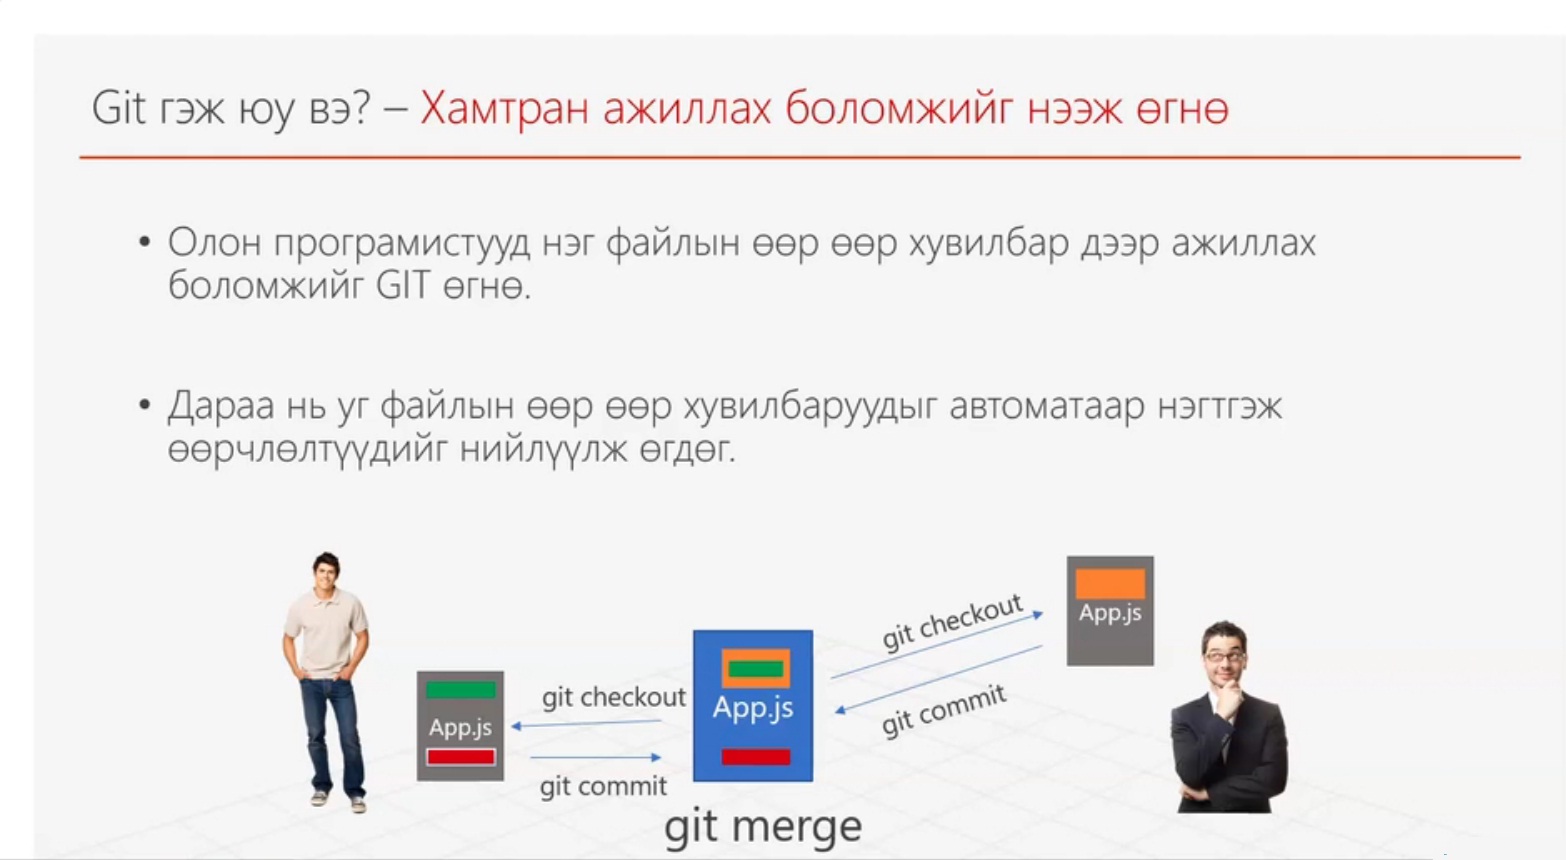 Git гэж юу вэ? – Хамтран ажиллах боломжийг нээж өгнө
• Олон програмистууд нэг файлын өөр өөр хувилбар дээр ажиллах
боломжийг GIT өгнө.
• Дараа нь уг файлын өөр өөр хувилбаруудыг автоматаар нэгтгэж
өөрчлөлтүүдийг нийлүүлж өгдөг.
App.js
git checkout
git commit
App.js
git merge
git checkout
git commit
App.js